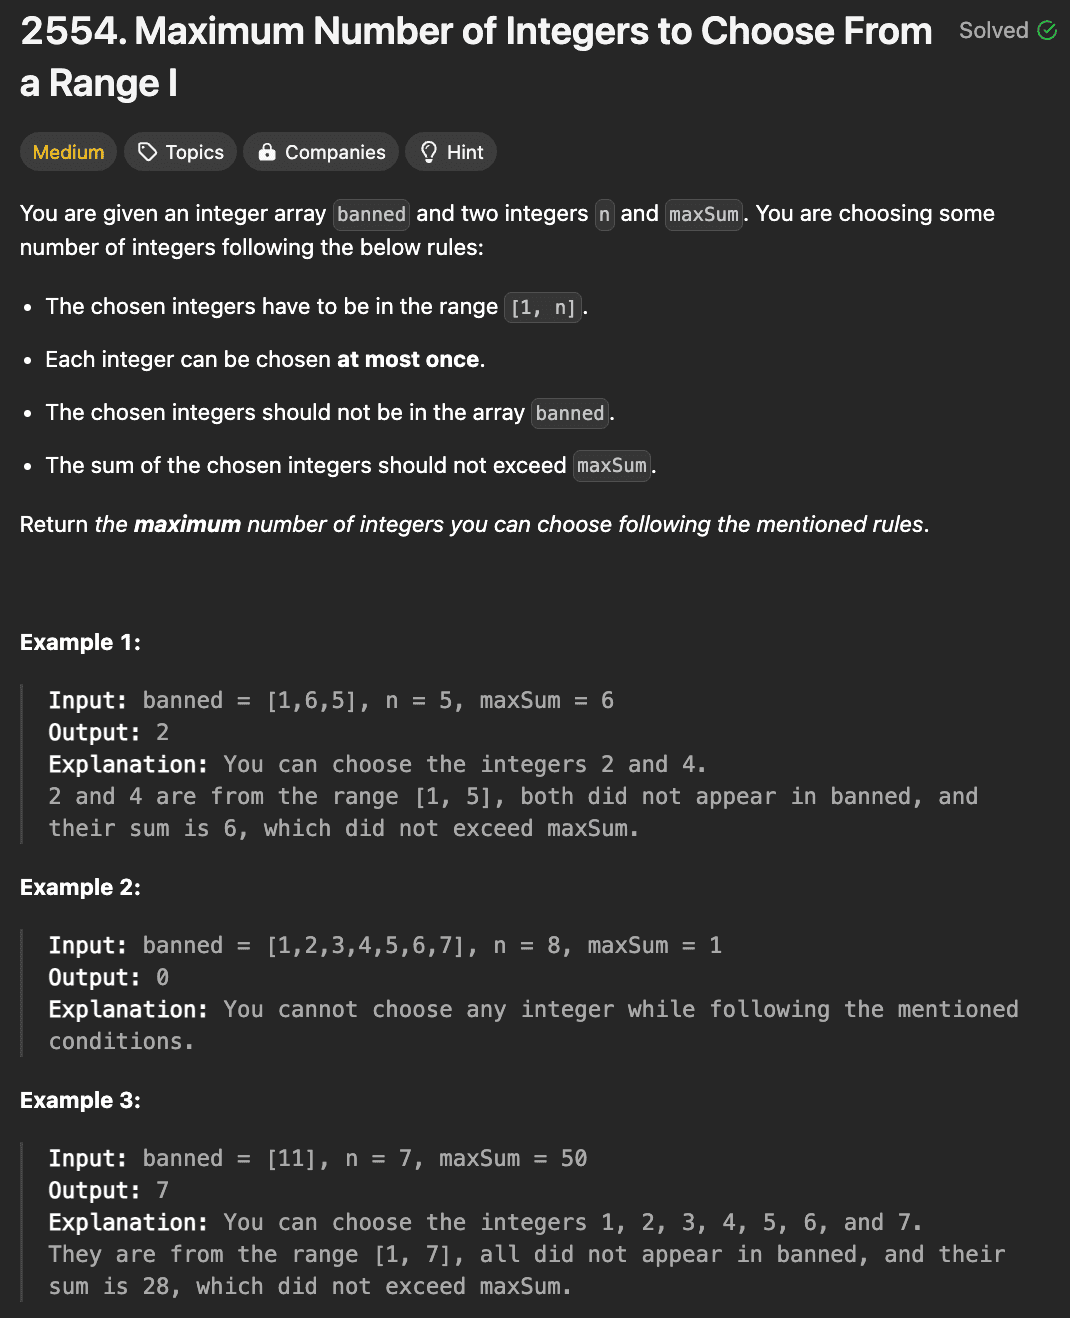 2554. Maximum Number of Integers to Choose From
Solved
a Range I
Medium
Topics
Companies
Hint
You are given an integer array banned and two integers n and maxSum. You are choosing some
number of integers following the below rules:
• The chosen integers have to be in the range [1, n].
• Each integer can be chosen at most once.
• The chosen integers should not be in the array banned.
• The sum of the chosen integers should not exceed maxSum.
Return the maximum number of integers you can choose following the mentioned rules.
Example 1:
Input: banned = [1,6,5], n = 5, maxSum = 6
Output: 2
Explanation: You can choose the integers 2 and 4.
2 and 4 are from the range [1, 5], both did not appear in banned, and
their sum is 6, which did not exceed maxSum.
Example 2:
Input: banned = [1,2,3,4,5,6,7], n = 8, maxSum = 1
Output: 0
Explanation: You cannot choose any integer while following the mentioned
conditions.
Example 3:
Input: banned = [11], n = 7, maxSum = 50
Output: 7
Explanation: You can choose the integers 1, 2, 3, 4, 5, 6, and 7.
They are from the range [1, 7], all did not appear in banned, and their
sum is 28, which did not exceed maxSum.